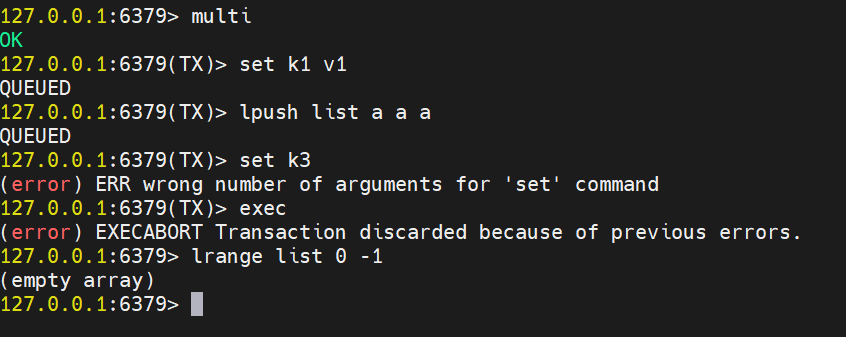 127.0.0.1:6379> multi
OK
127.0.0.1:6379(TX)> set k1 v1
QUEUED
127.0.0.1:6379(TX)> lpush list a a a
QUEUED
127.0.0.1:6379(TX)> set k3
(error) ERR wrong number of arguments for 'set' command
127.0.0.1:6379(TX)> exec
(error) EXECABORT Transaction discarded because of previous errors.
127.0.0.1:6379> lrange list 0 -1
(empty array)
127.0.0.1:6379>